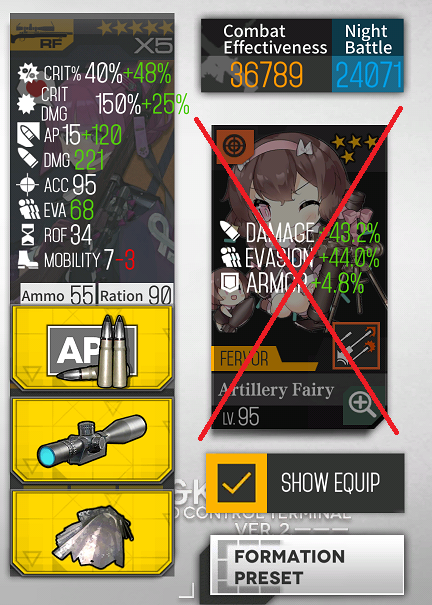 RF
X5
CRIT% 40%+48%
CRIT DMG 150%+25%
AP 15+120
DMG 221
ACC 95
EVA 68
ROF 34
MOBILITY 7-3
Ammo 55 Ration 90
AP
Combat Effectiveness
36789
Night Battle
24071
DAMAGE +43.2%
EVASION +44.0%
ARMOR +4.8%
FERVOR
Artillery Fairy
LV. 95
SHOW EQUIP
CONTROL TERMINAL
VER. 2
FORMATION
PRESET